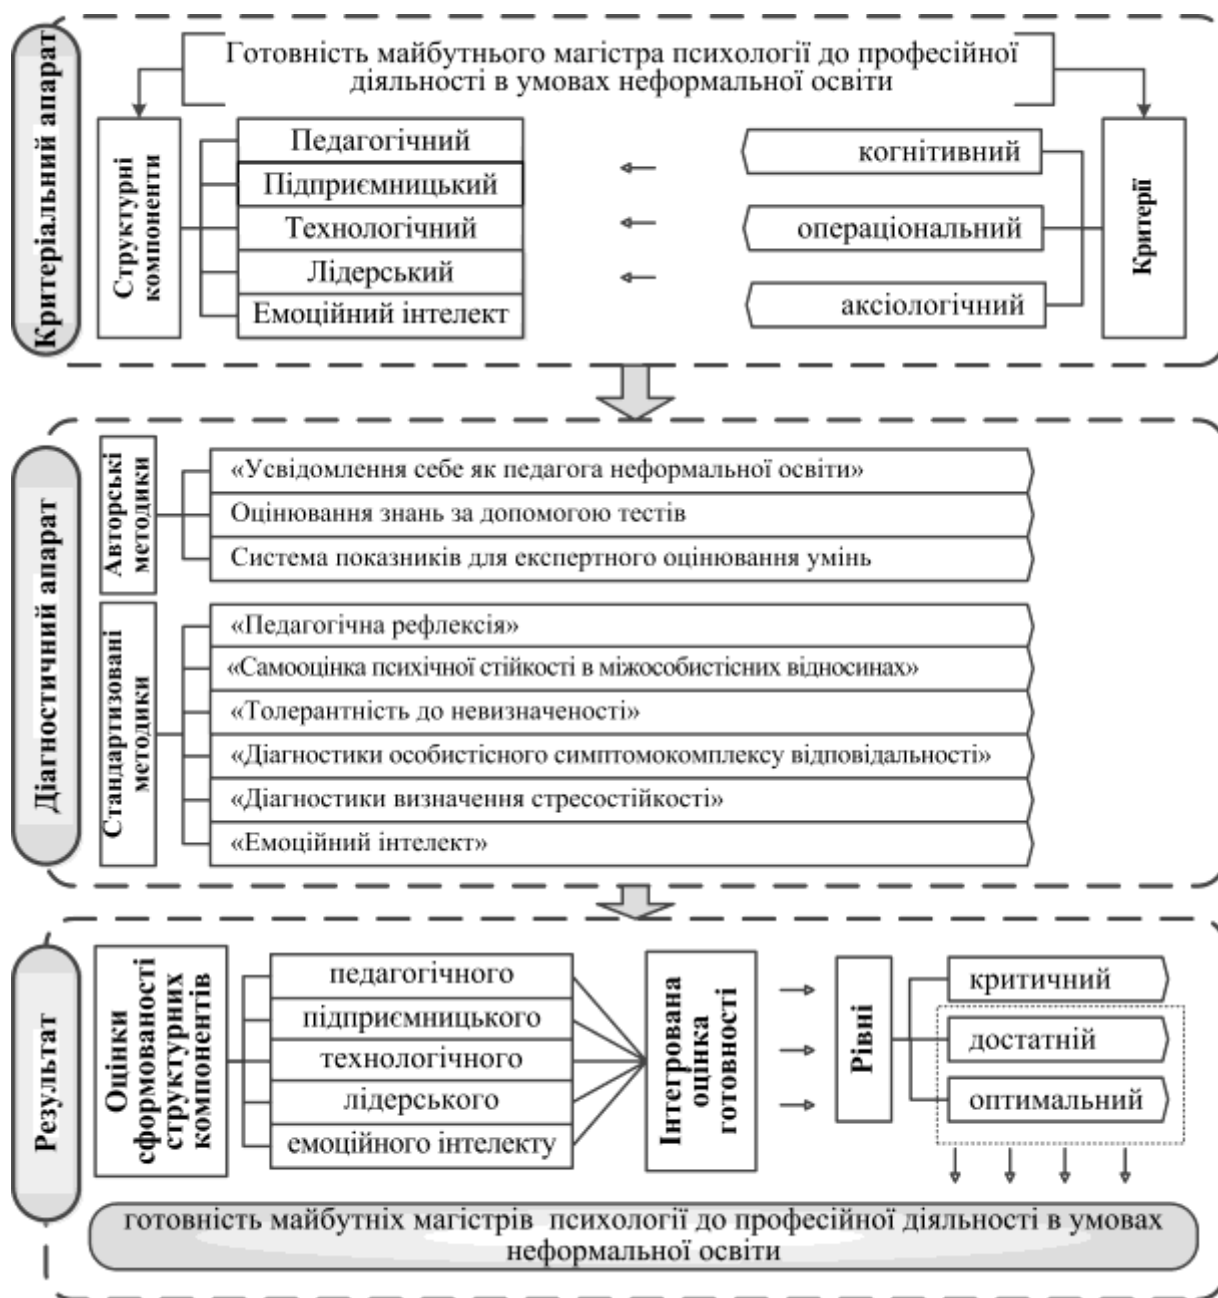 Критеріальний апарат
Готовність майбутнього магістра психології до професійної
діяльності в умовах неформальної освіти
Структурні
компоненти
Педагогічний
Підприємницький
Технологічний
Лідерський
Емоційний інтелект
когнітивний
операціональний
аксіологічний
Критерії
Діагностичний апарат
Авторські
методики
«Усвідомлення себе як педагога неформальної освіти»
Оцінювання знань за допомогою тестів
Система показників для експертного оцінювання умінь
Стандартизовані
методики
«Педагогічна рефлексія»
«Самооцінка психічної стійкості в міжособистісних відносинах»
«Толерантність до невизначеності»
«Діагностики особистісного симптомокомплексу відповідальності»
«Діагностики визначення стресостійкості»
«Емоційний інтелект»
Результат
Оцінки
сформованості
структурних
компонентів
педагогічного
підприємницького
технологічного
лідерського
емоційного інтелекту
Інтегрована
оцінка
готовності
Рівні
критичний
достатній
оптимальний
готовність майбутніх магістрів психології до професійної діяльності в умовах
неформальної освіти